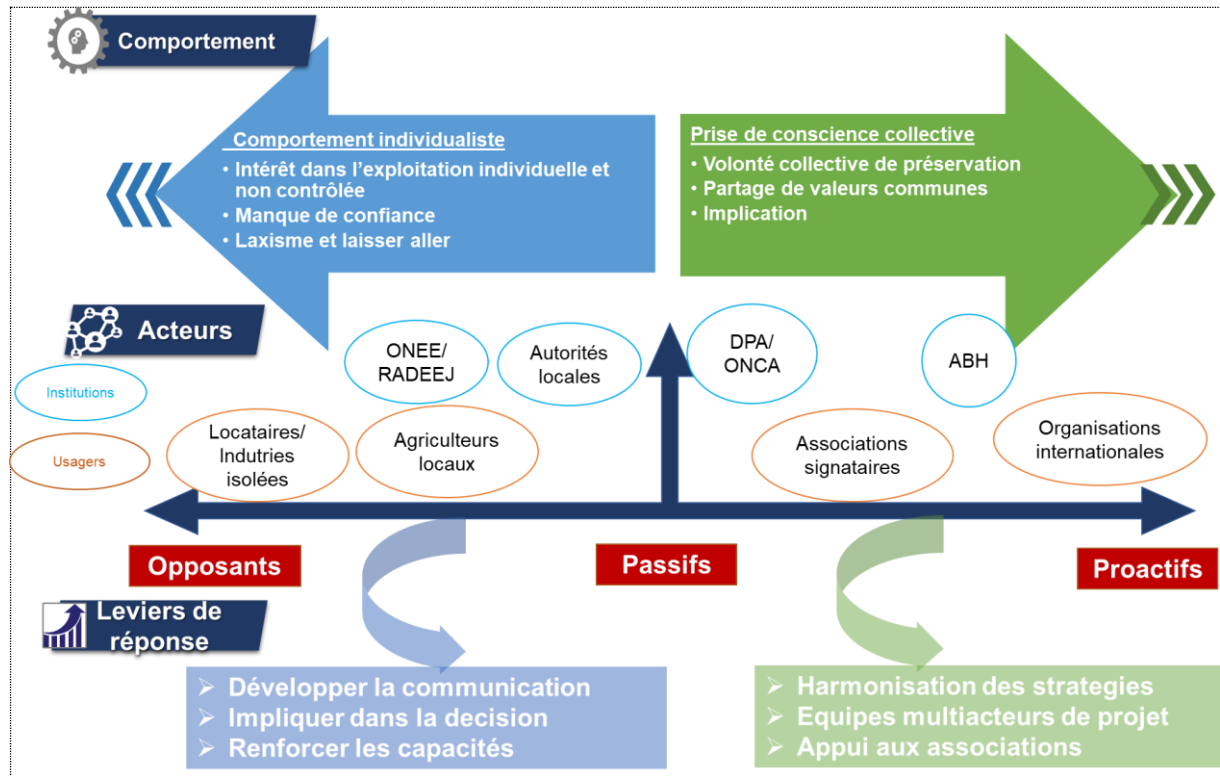 Comportement
Comportement individualiste
• Intérêt dans l'exploitation individuelle et
non contrôlée
• Manque de confiance
• Laxisme et laisser aller
Prise de conscience collective
• Volonté collective de préservation
• Partage de valeurs communes
• Implication
Acteurs
Institutions
Usagers
ONEE/
RADEEJ
Autorités
locales
DPA/
ONCA
ABH
Locataires/
Indutries
isolées
Agriculteurs
locaux
Associations
signataires
Organisations
internationales
Opposants
Passifs
Proactifs
Leviers de
réponse
➢ Développer la communication
➢ Impliquer dans la decision
➢ Renforcer les capacités
➢ Harmonisation des strategies
➢ Equipes multiacteurs de projet
➢ Appui aux associations